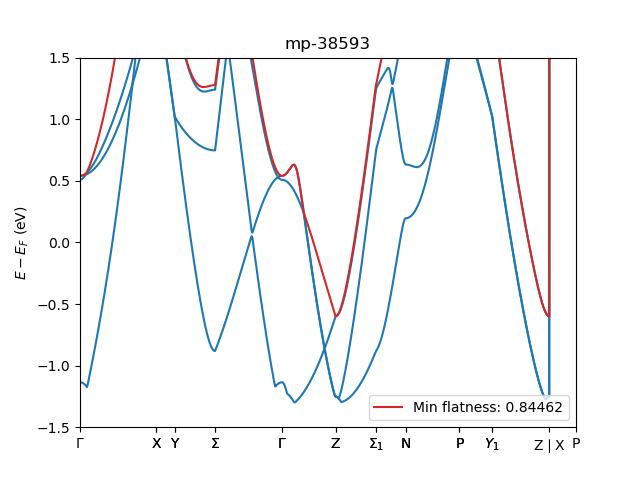 mp-38593
E − E_F (eV)
1.5
1.0
0.5
0.0
−0.5
−1.0
−1.5
Min flatness: 0.84462
Γ X Y Σ Γ Z Σ₁ N P Y₁ Z | X P